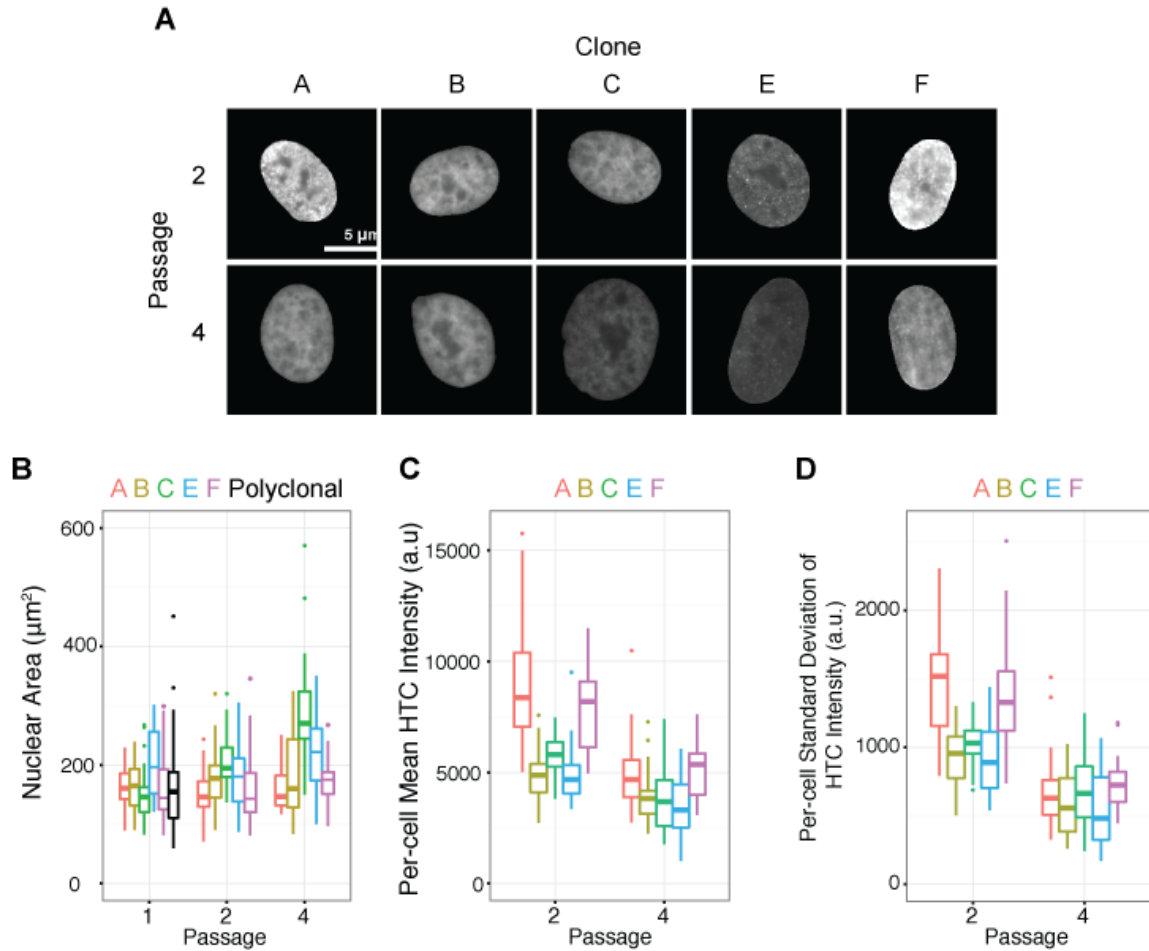 A
Clone
A B C E F
Passage
2
5 µm
4
B
A B C E F Polyclonal
Nuclear Area (µm²)
600
400
200
0
1 2 4
Passage
C
A B C E F
Per-cell Mean HTC Intensity (a.u)
15000
10000
5000
0
2 4
Passage
D
A B C E F
Per-cell Standard Deviation of
HTC Intensity (a.u.)
2000
1000
0
2 4
Passage